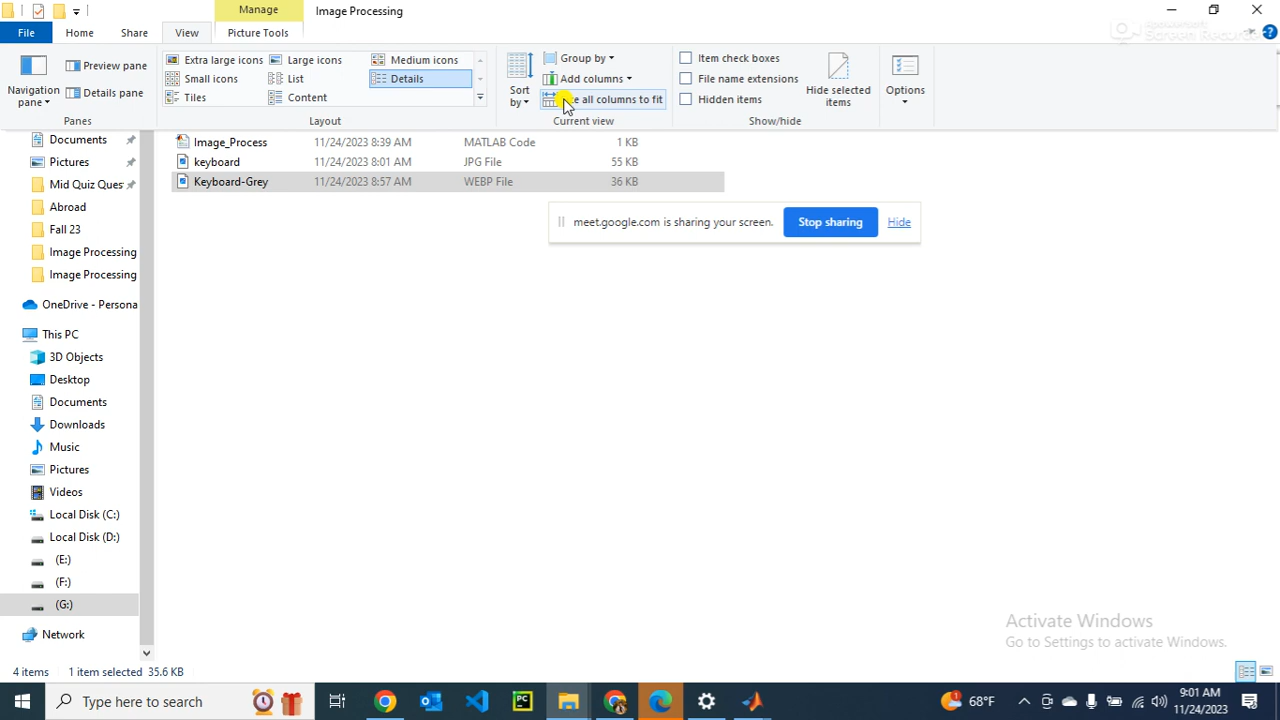 Manage
Image Processing
File
Home
Share
View
Picture Tools
Navigation pane
Preview pane
Details pane
Panes
Extra large icons
Large icons
Medium icons
Small icons
List
Details
Tiles
Content
Layout
Sort by
Group by
Add columns
all columns to fit
Current view
Item check boxes
File name extensions
Hidden items
Hide selected items
Show/hide
Options
Documents
Pictures
Mid Quiz Ques
Abroad
Fall 23
Image Processing
Image Processing
OneDrive - Persona
This PC
3D Objects
Desktop
Documents
Downloads
Music
Pictures
Videos
Local Disk (C:)
Local Disk (D:)
(E:)
(F:)
(G:)
Network
Image_Process 11/24/2023 8:39 AM MATLAB Code 1 KB
keyboard 11/24/2023 8:01 AM JPG File 55 KB
Keyboard-Grey 11/24/2023 8:57 AM WEBP File 36 KB
meet.google.com is sharing your screen. Stop sharing Hide
Activate Windows
Go to Settings to activate Windows.
4 items 1 item selected 35.6 KB
Type here to search
68°F
9:01 AM
11/24/2023